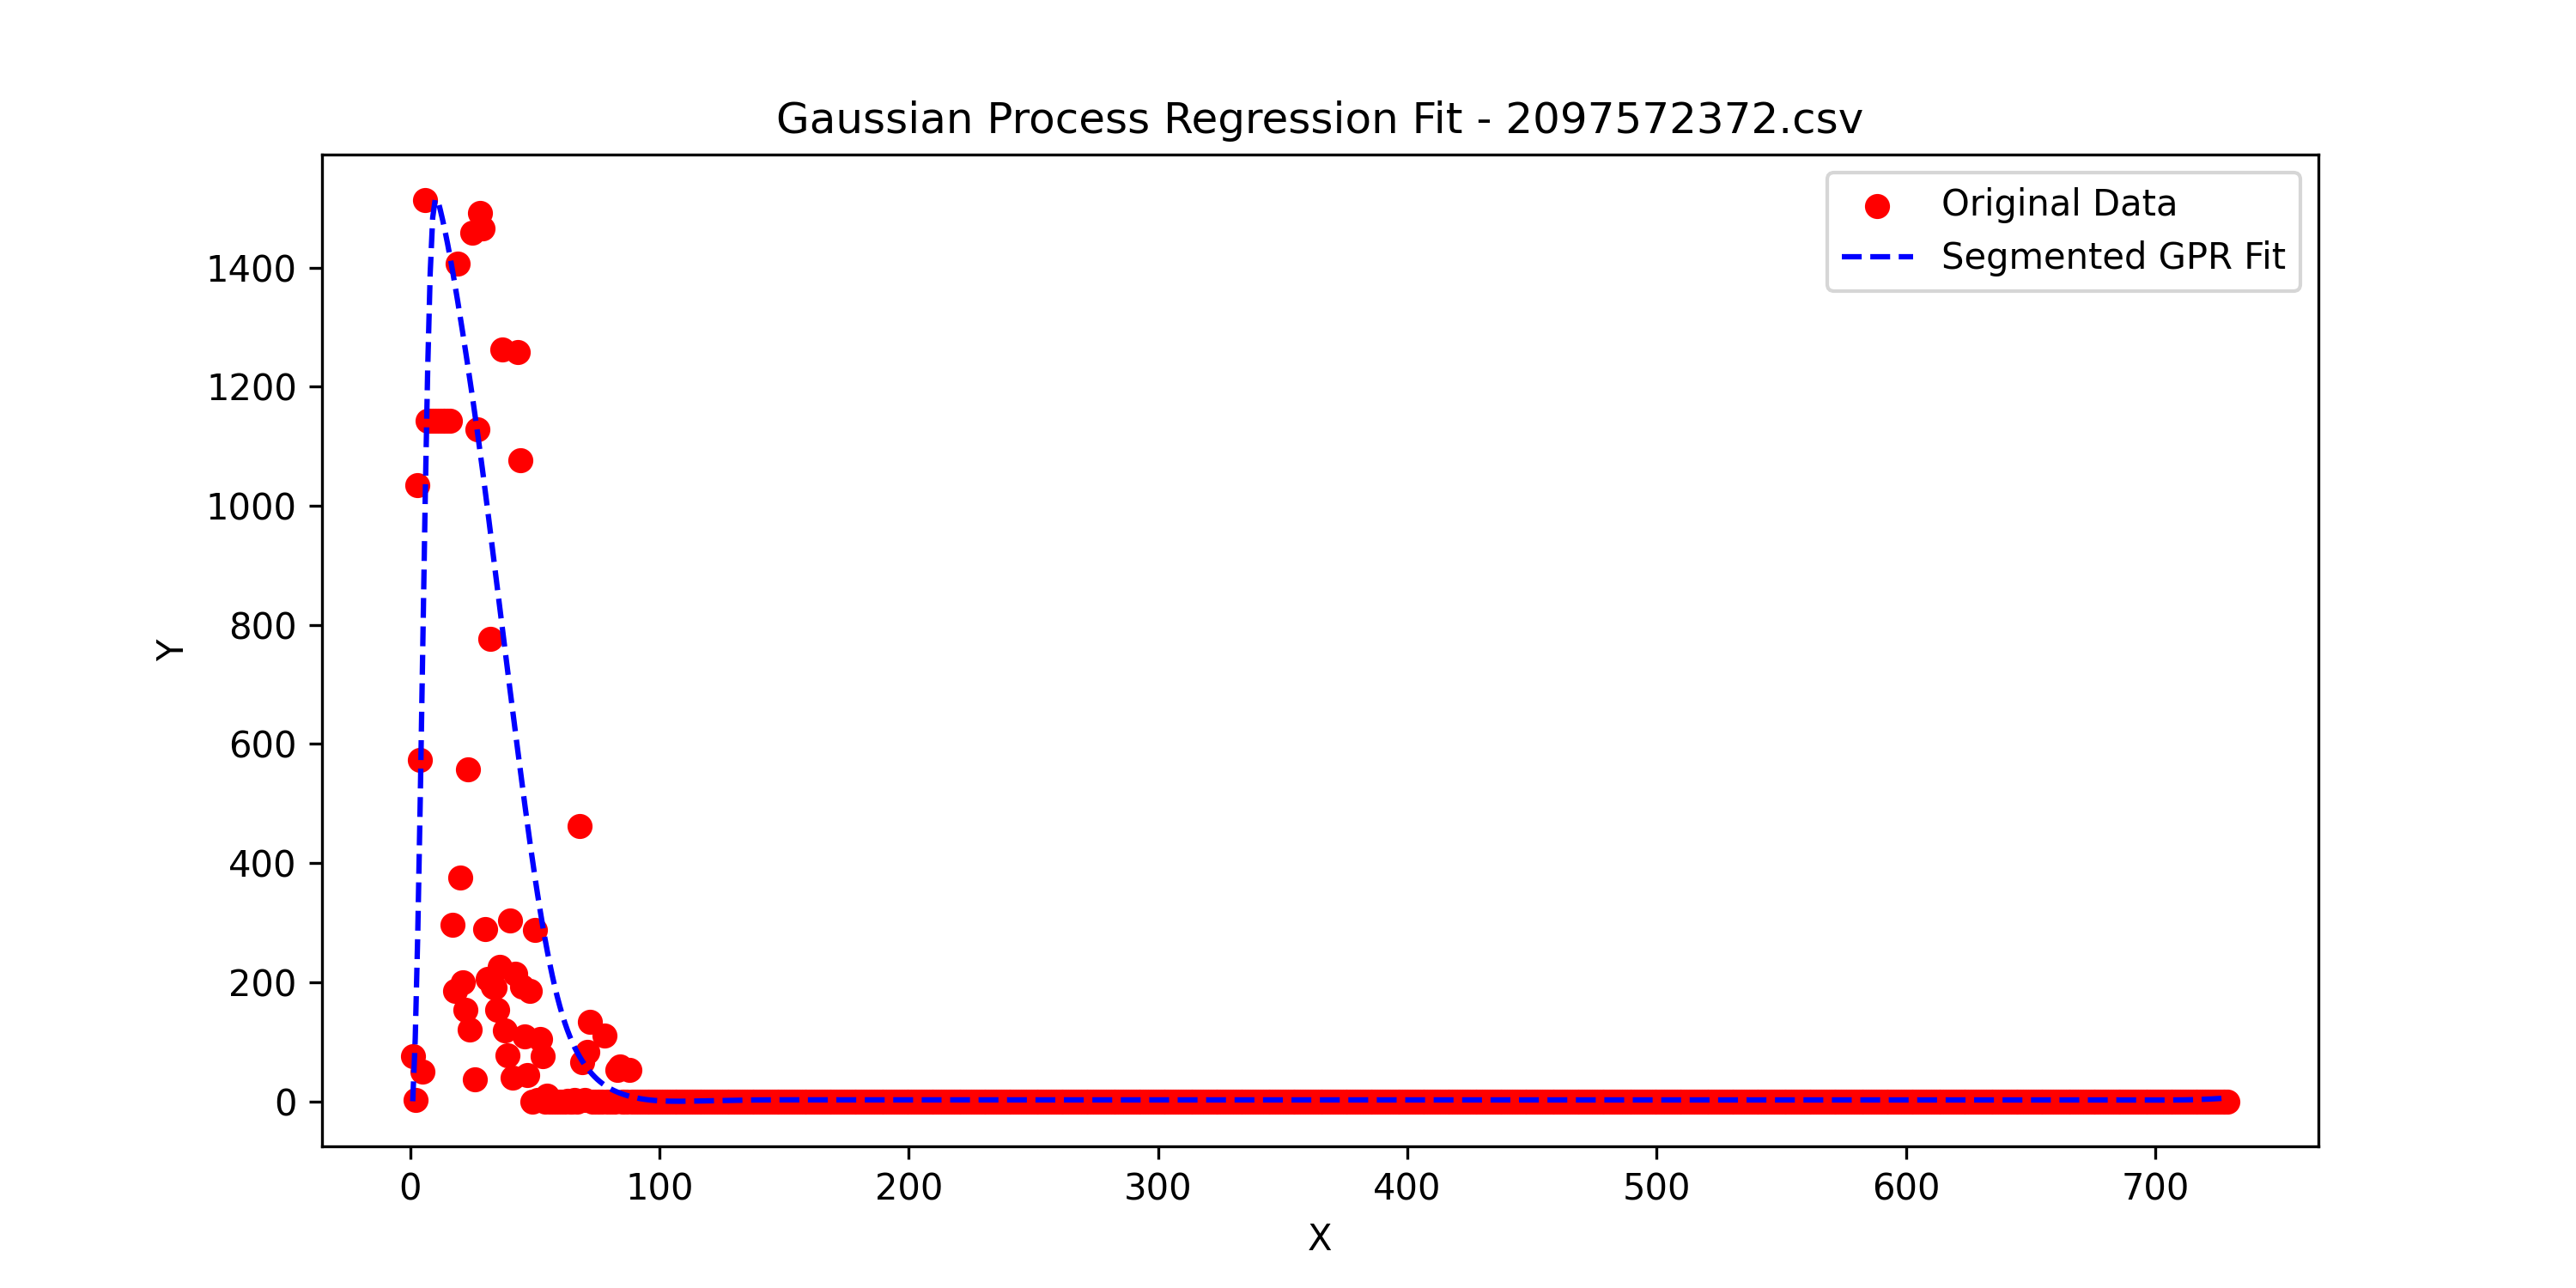 Gaussian Process Regression Fit - 2097572372.csv
Original Data
Segmented GPR Fit
1400
1200
1000
800
600
400
200
0
Y
0 100 200 300 400 500 600 700
X